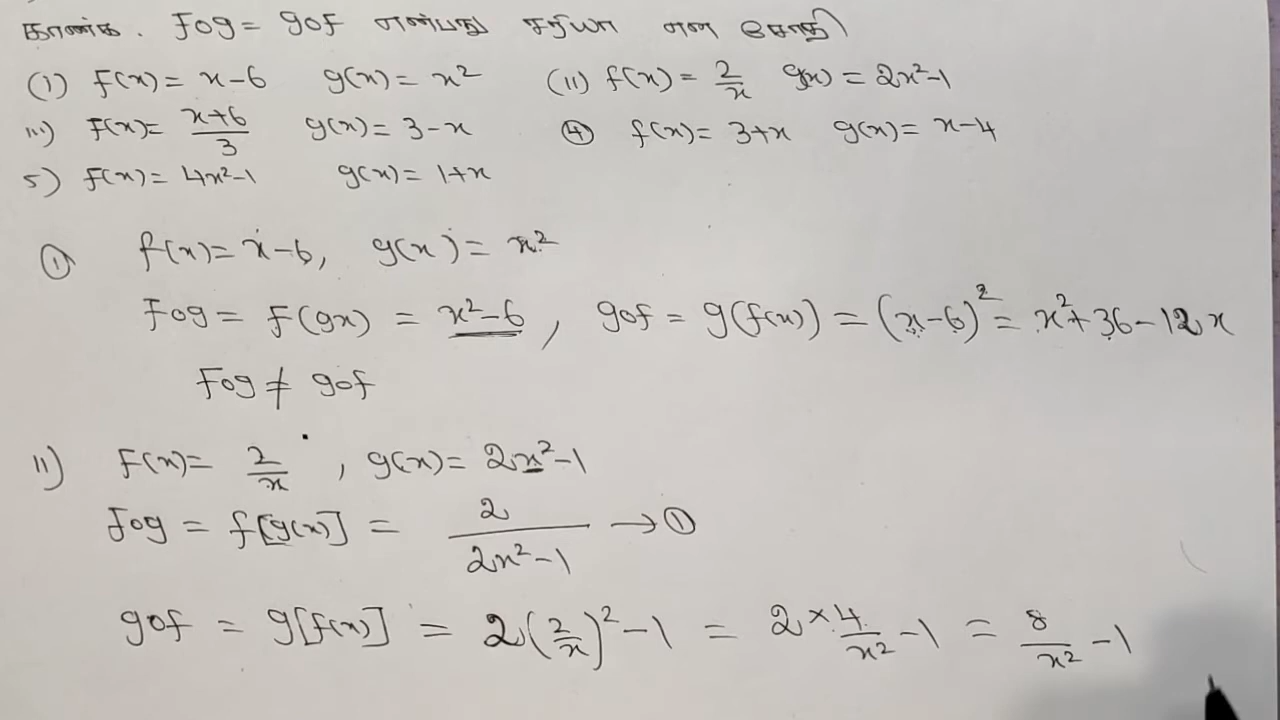 காண்க. fog = gof என்பது சரியா என சோதி
(i) f(x) = x-6 g(x) = x² (ii) f(x) = 2/x g(x) = 2x²-1
iii) f(x) = (x+6)/3 g(x) = 3-x ④ f(x) = 3+x g(x) = x-4
5) f(x) = 4x²-1 g(x) = 1+x
① f(x) = x-6, g(x) = x²
fog = f(gx) = x²-6, gof = g(f(x)) = (x-6)² = x²+36-12x
fog ≠ gof
ii) f(x) = 2/x, g(x) = 2x²-1
fog = f[g(x)] = 2/(2x²-1) → ①
gof = g[f(x)] = 2(2/x)²-1 = 2×4/x² -1 = 8/x² -1